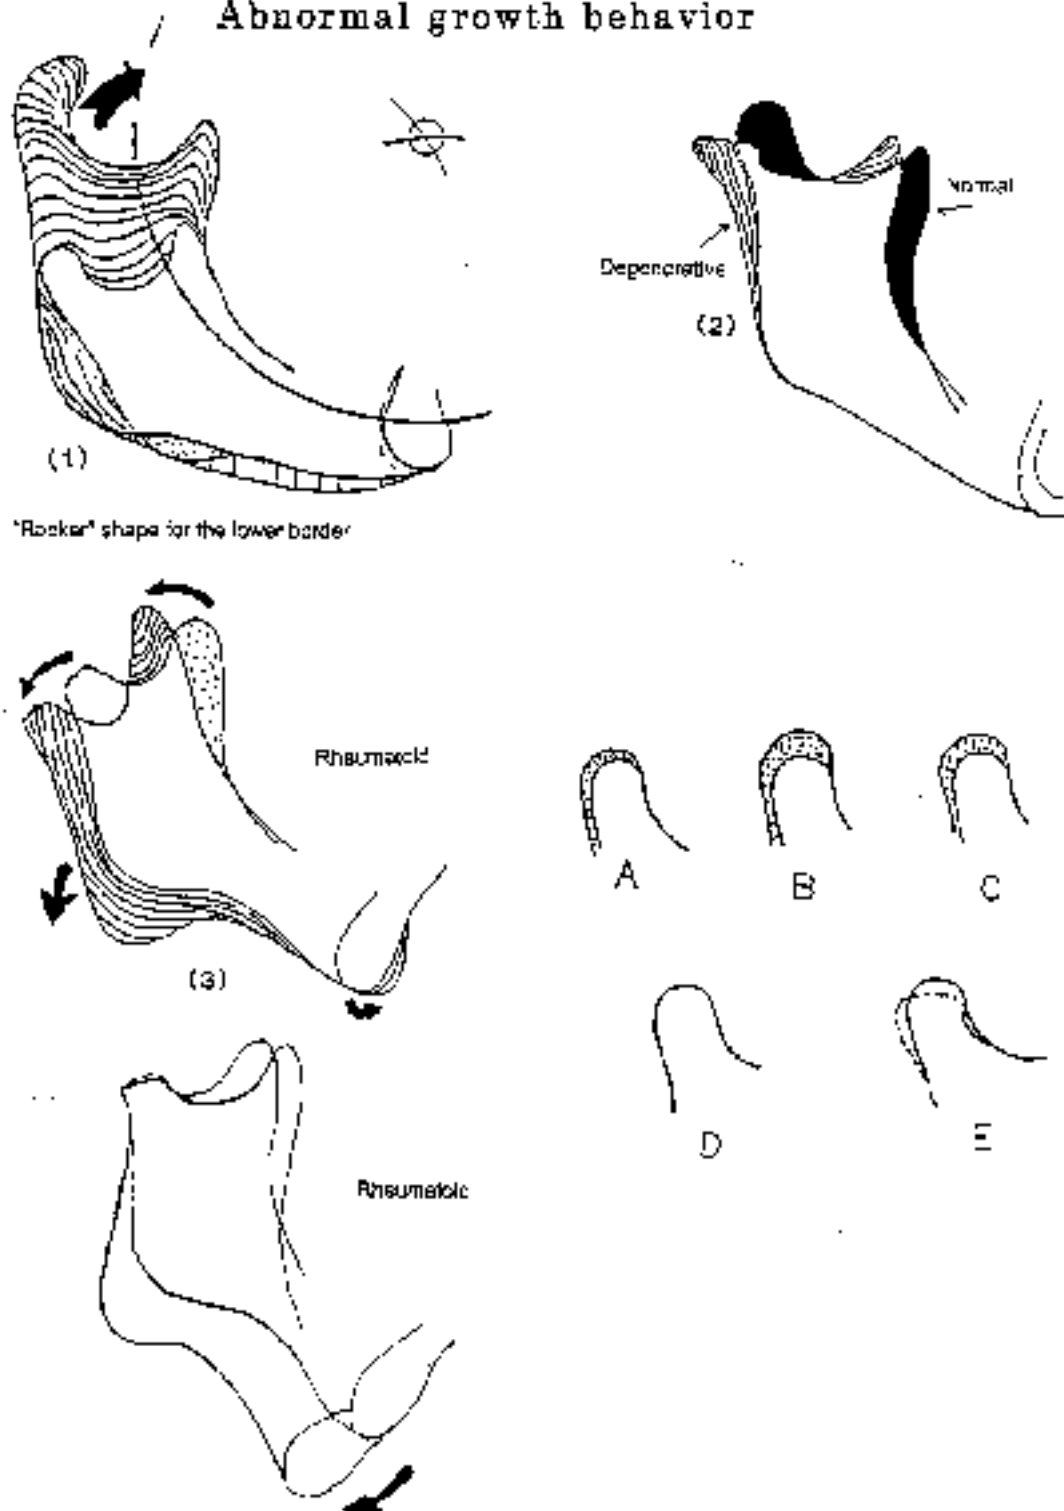 Abnormal growth behavior
Normal
Degenerative
(2)
(1)
"Rocker" shape for the lower border
Rheumatoid
A
B
C
(3)
D
E
Rheumatoid